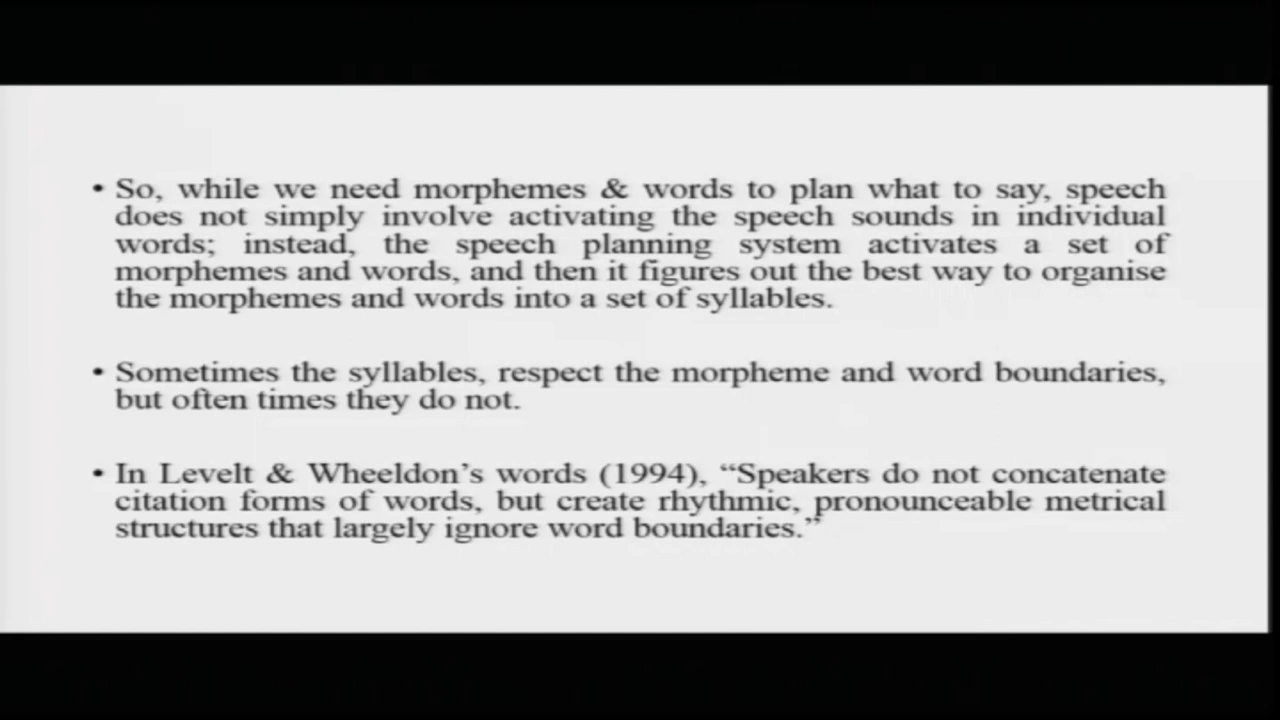 • So, while we need morphemes & words to plan what to say, speech
does not simply involve activating the speech sounds in individual
words; instead, the speech planning system activates a set of
morphemes and words, and then it figures out the best way to organise
the morphemes and words into a set of syllables.
• Sometimes the syllables, respect the morpheme and word boundaries,
but often times they do not.
• In Levelt & Wheeldon’s words (1994), “Speakers do not concatenate
citation forms of words, but create rhythmic, pronounceable metrical
structures that largely ignore word boundaries.”